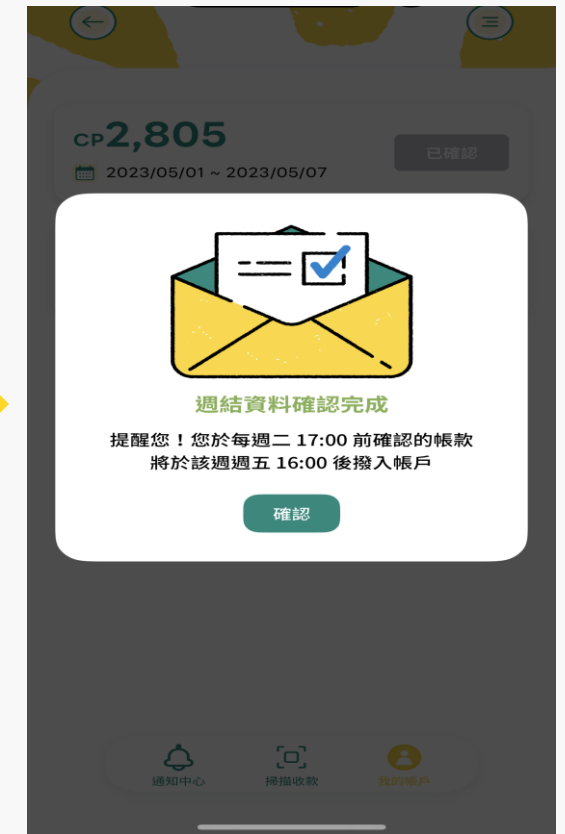 CP2,805
已確認
2023/05/01 ~ 2023/05/07
週結資料確認完成
提醒您！您於每週二 17:00 前確認的帳款
將於該週週五 16:00 後撥入帳戶
確認
通知中心
掃描收款
我的帳戶